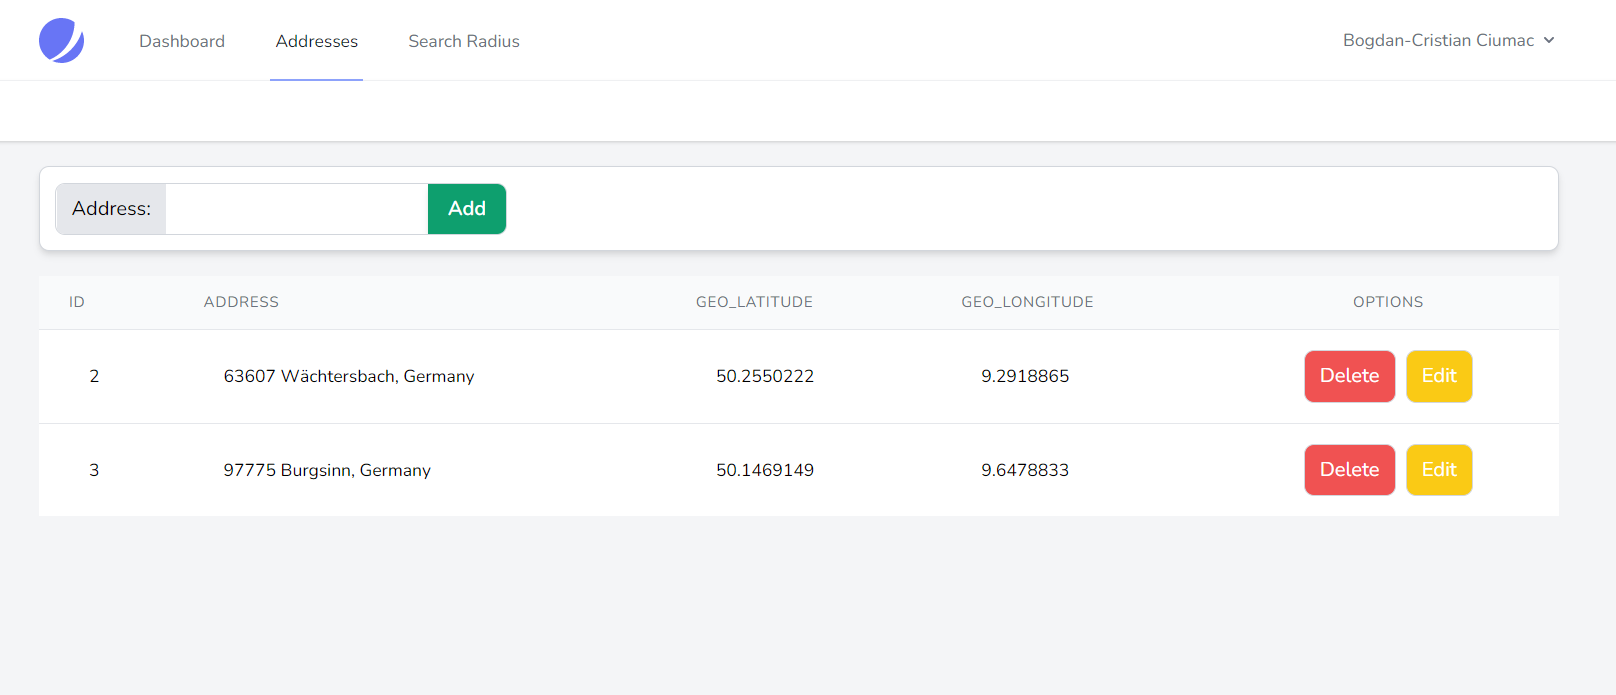 Dashboard Addresses Search Radius Bogdan-Cristian Ciumac
Address: Add
ID ADDRESS GEO_LATITUDE GEO_LONGITUDE OPTIONS
2 63607 Wächtersbach, Germany 50.2550222 9.2918865 Delete Edit
3 97775 Burgsinn, Germany 50.1469149 9.6478833 Delete Edit